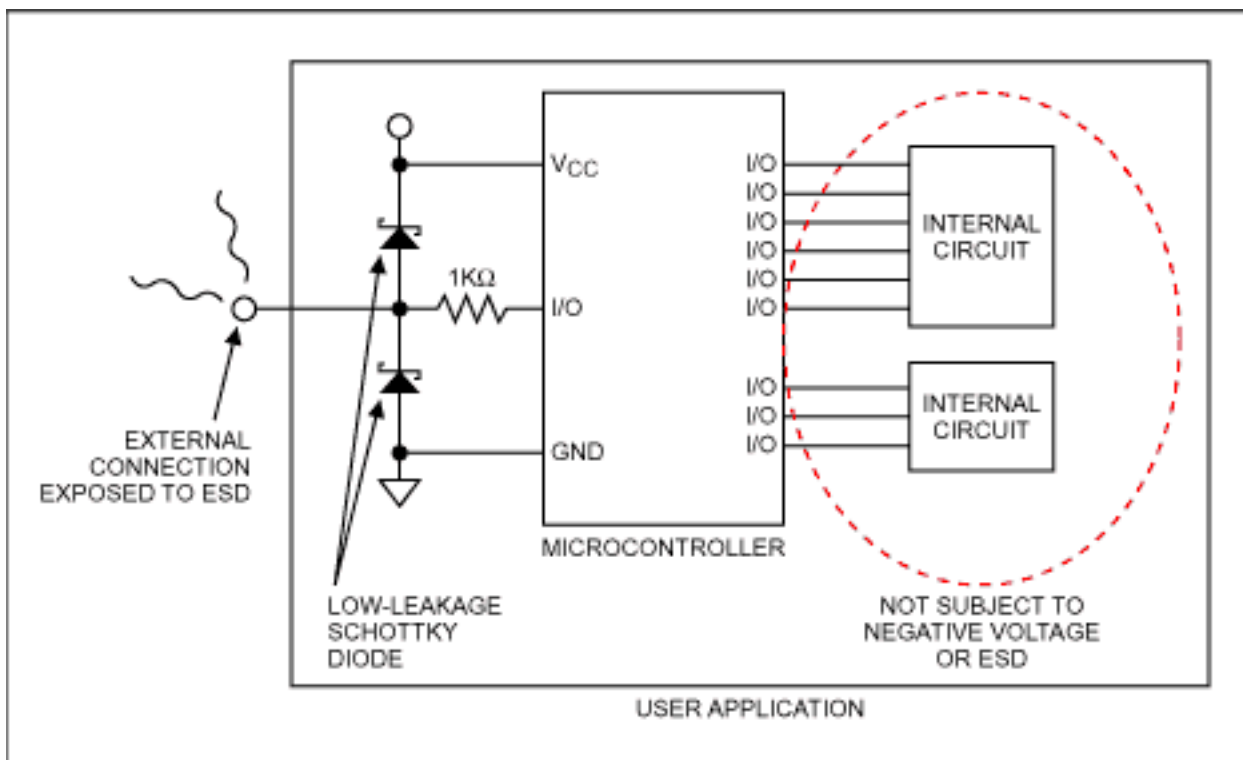 VCC
I/O
GND
1KΩ
I/O
I/O
I/O
I/O
I/O
I/O
INTERNAL
CIRCUIT
I/O
I/O
I/O
INTERNAL
CIRCUIT
EXTERNAL
CONNECTION
EXPOSED TO ESD
MICROCONTROLLER
LOW-LEAKAGE
SCHOTTKY
DIODE
NOT SUBJECT TO
NEGATIVE VOLTAGE
OR ESD
USER APPLICATION